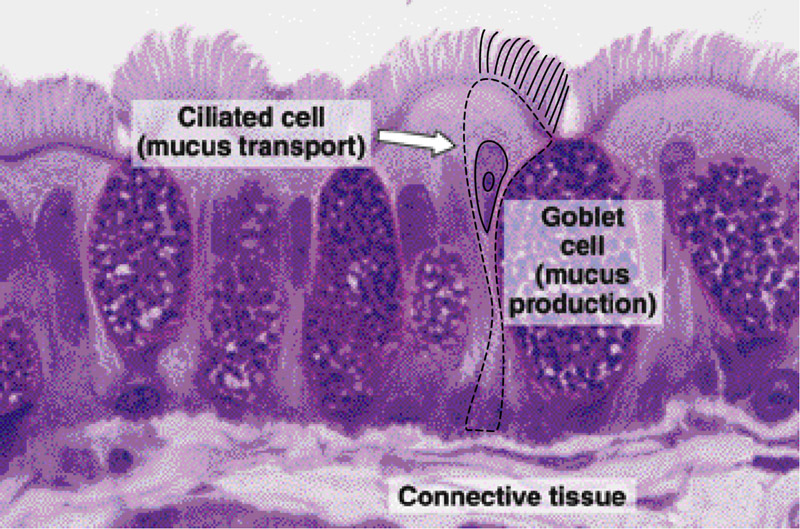 Ciliated cell
(mucus transport)
Goblet
cell
(mucus
production)
Connective tissue